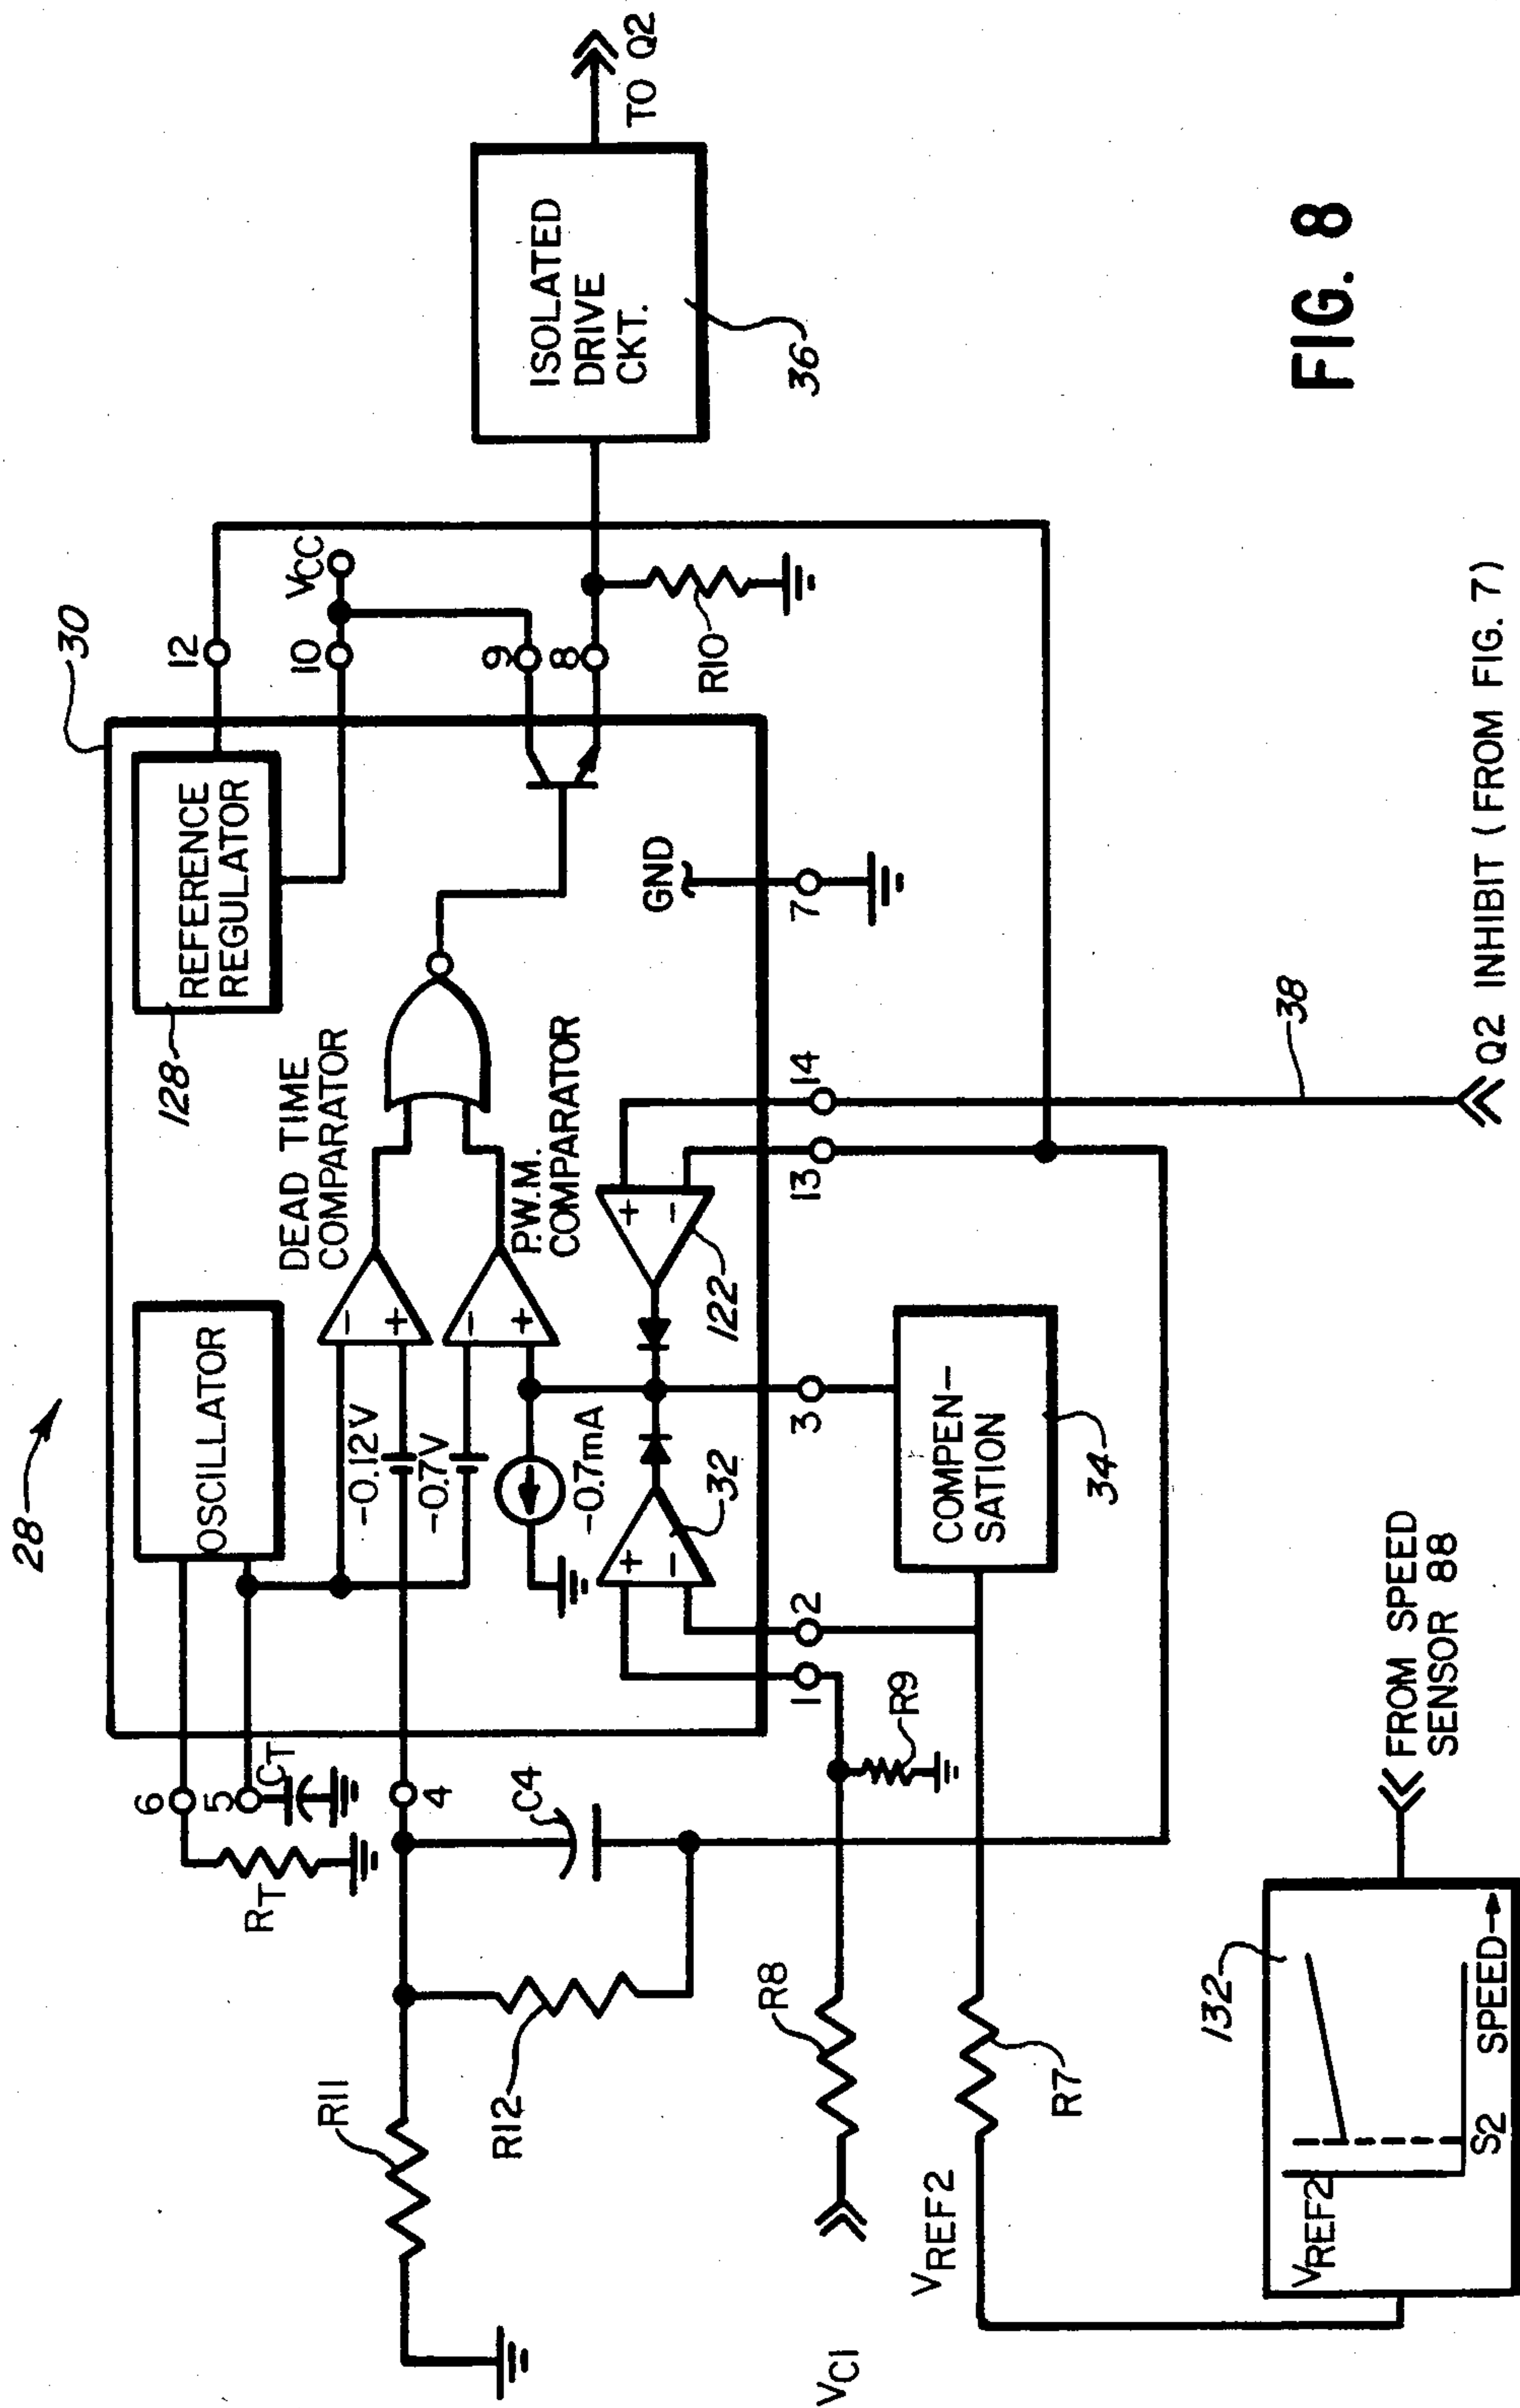 28
30
OSCILLATOR
REFERENCE
REGULATOR
128
12
VCC
10
9
8
6
5
CT
RT
4
C4
R11
R12
-0.12V
-0.7V
-0.7mA
DEAD TIME
COMPARATOR
P.W.M.
COMPARATOR
-
+
-
+
+
-
32
+
-
122
GND
7
R10
ISOLATED
DRIVE
CKT.
36
TO Q2
1
2
3
13
14
R9
R8
VC1
COMPEN-
SATION
34
R7
VREF2
38
132
VREF2
S2 SPEED
FROM SPEED
SENSOR 88
Q2 INHIBIT (FROM FIG. 7)
FIG. 8